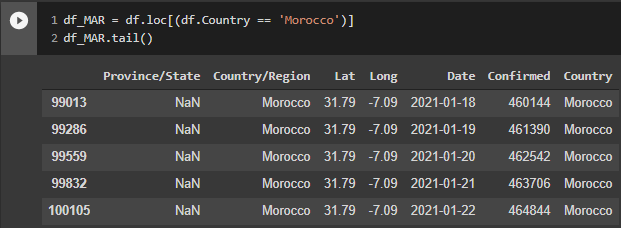 1 df_MAR = df.loc[(df.Country == 'Morocco')]
2 df_MAR.tail()
Province/State Country/Region Lat Long Date Confirmed Country
99013 NaN Morocco 31.79 -7.09 2021-01-18 460144 Morocco
99286 NaN Morocco 31.79 -7.09 2021-01-19 461390 Morocco
99559 NaN Morocco 31.79 -7.09 2021-01-20 462542 Morocco
99832 NaN Morocco 31.79 -7.09 2021-01-21 463706 Morocco
100105 NaN Morocco 31.79 -7.09 2021-01-22 464844 Morocco